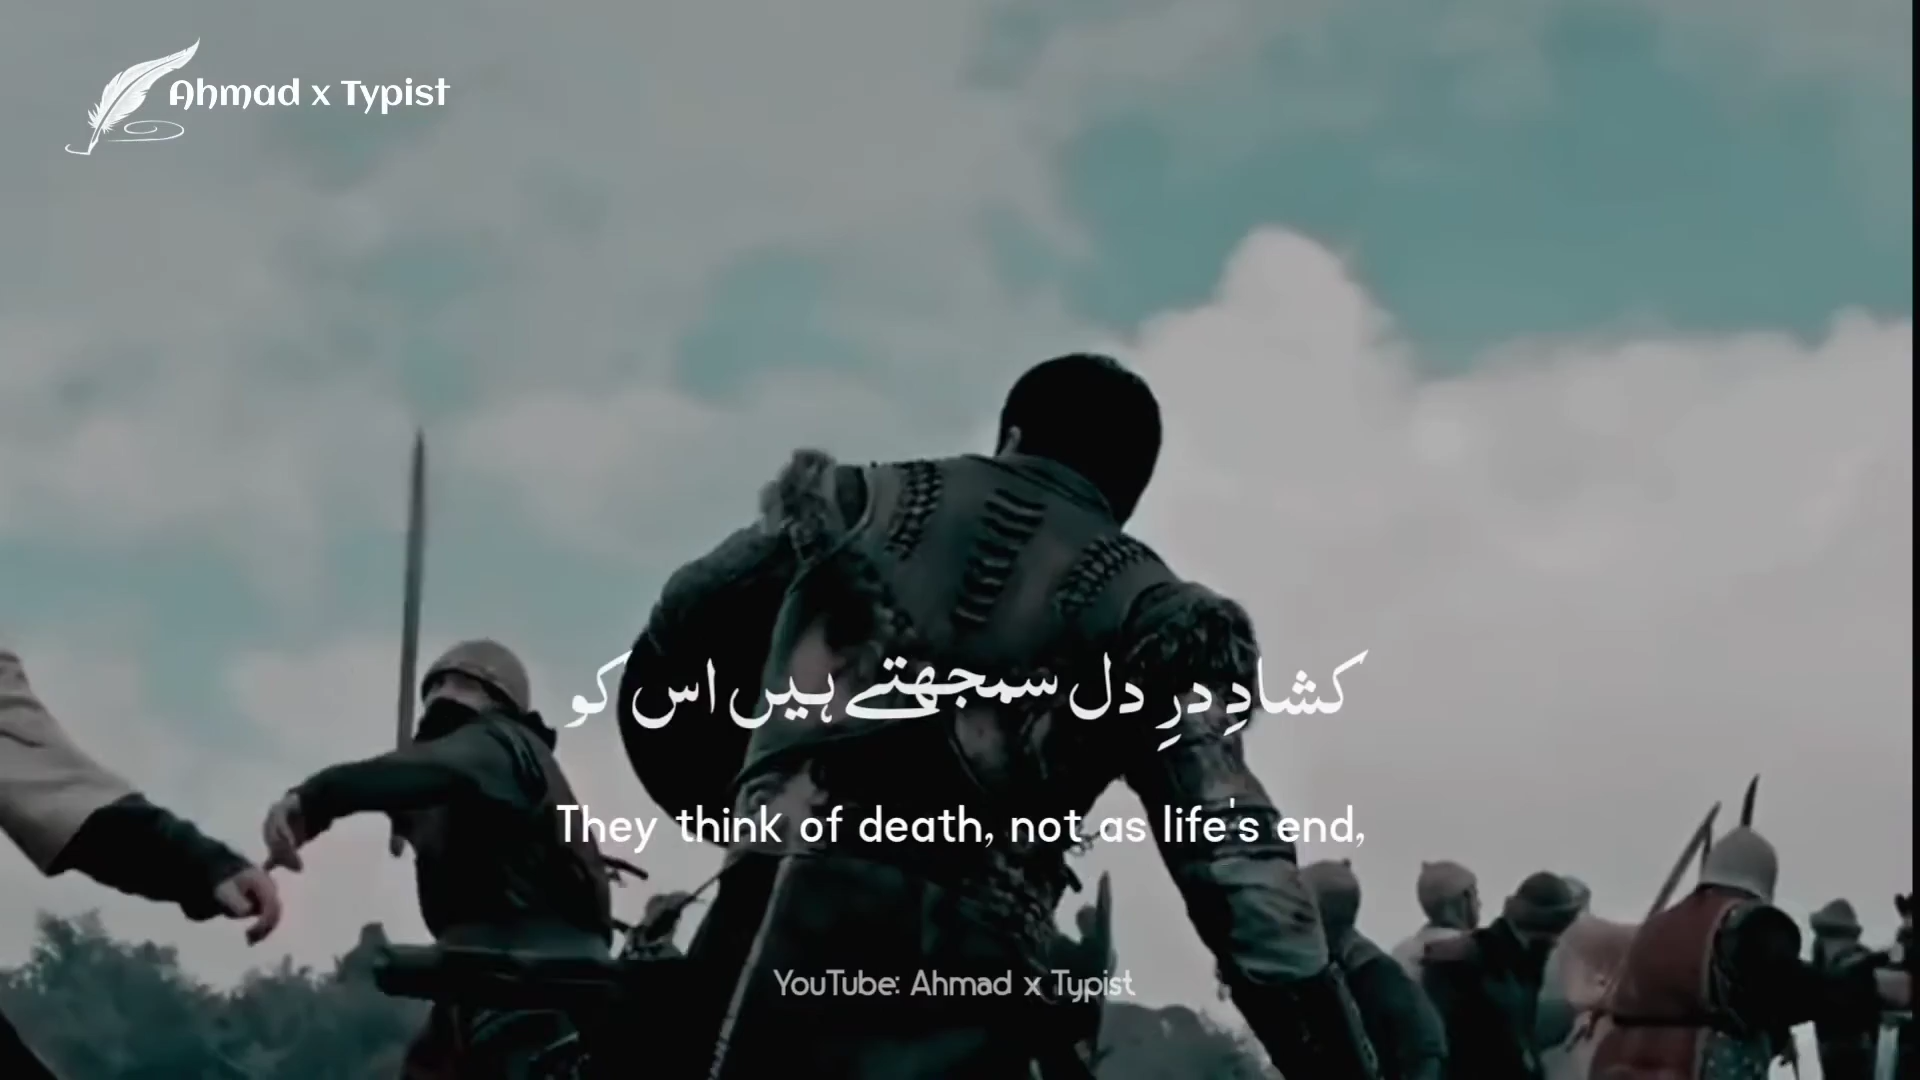 Ahmad x Typist
کشادِ درِ دل سمجھتے ہیں اس کو
They think of death, not as life's end,
YouTube: Ahmad x Typist